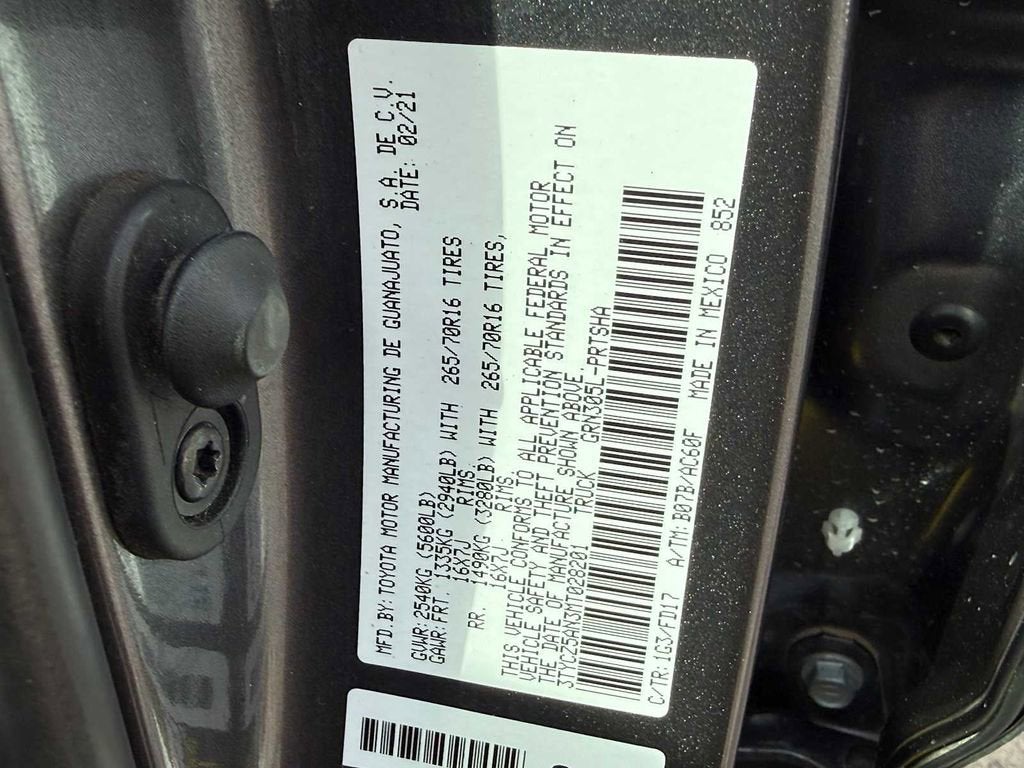 MFD.BY: TOYOTA MOTOR MANUFACTURING DE GUANAJUATO, S.A. DE C.V.
DATE: 02/21
GVWR: 2540KG (5600LB)
GAWR: FRT. 1335KG (2940LB) WITH 265/70R16 TIRES
16X7J RIMS,
RR. 1490KG (3280LB) WITH 265/70R16 TIRES,
16X7J RIMS.
THIS VEHICLE CONFORMS TO ALL APPLICABLE FEDERAL MOTOR
VEHICLE SAFETY AND THEFT PREVENTION STANDARDS IN EFFECT ON
THE DATE OF MANUFACTURE SHOWN ABOVE.
3TYCZ5AN3MT028201 TRUCK GRN305L-PRTSHA
C/TR: 1G3/FD17 A/TM: B07B/AC60F MADE IN MEXICO 852